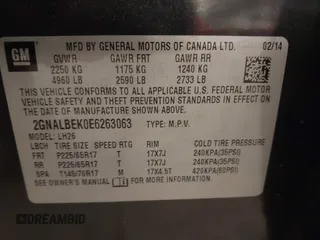 GM
MFD BY GENERAL MOTORS OF CANADA LTD.
02/14
GVWR GAWR FRT GAWR RR
2250 KG 1175 KG 1240 KG
4960 LB 2590 LB 2733 LB
THIS VEHICLE CONFORMS TO ALL APPLICABLE U.S. FEDERAL MOTOR
VEHICLE SAFETY, BUMPER, AND THEFT PREVENTION STANDARDS IN
EFFECT ON THE DATE OF MANUFACTURE SHOWN ABOVE.
2GNALBEK0E6263063 TYPE: M.P.V.
MODEL: LH26
LBCH TIRE SIZE SPEED RTG RIM COLD TIRE PRESSURE
FRT P225/65R17 T 17X7J 240KPA(35PSI)
RR P225/65R17 T 17X7J 240KPA(35PSI)
SPA T145/70R17 M 17X4.5T 420KPA(60PSI)
SEE OWNER'S MANUAL FOR ADDITIONAL INFORMATION.
DREAMBID